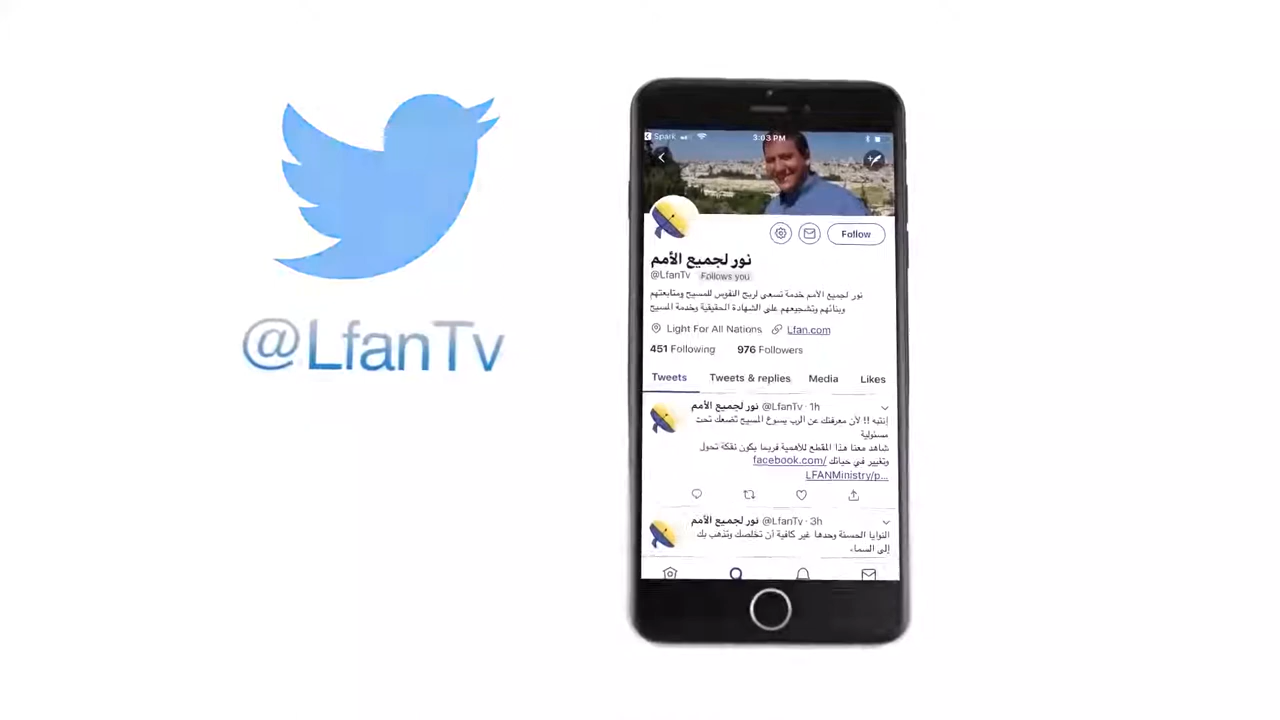 @LfanTv
Spark
3:03 PM
Follow
نور لجميع الأمم
@LfanTv Follows you
نور لجميع الأمم خدمة تسعى لربح النفوس للمسيح ومتابعتهم
وبنائهم وتشجيعهم على الشهادة الحقيقية وخدمة المسيح
Light For All Nations Lfan.com
451 Following 976 Followers
Tweets Tweets & replies Media Likes
نور لجميع الأمم @LfanTv · 1h
إنتبه !! لأن معرفتك عن الرب يسوع المسيح تضعك تحت
مسئولية
شاهد معنا هذا المقطع للأهمية فربما يكون نقطة تحول
وتغيير في حياتك facebook.com/
LFANMinistry/p...
نور لجميع الأمم @LfanTv · 3h
النوايا الحسنة وحدها غير كافية أن تخلصك وتذهب بك
إلى السماء.